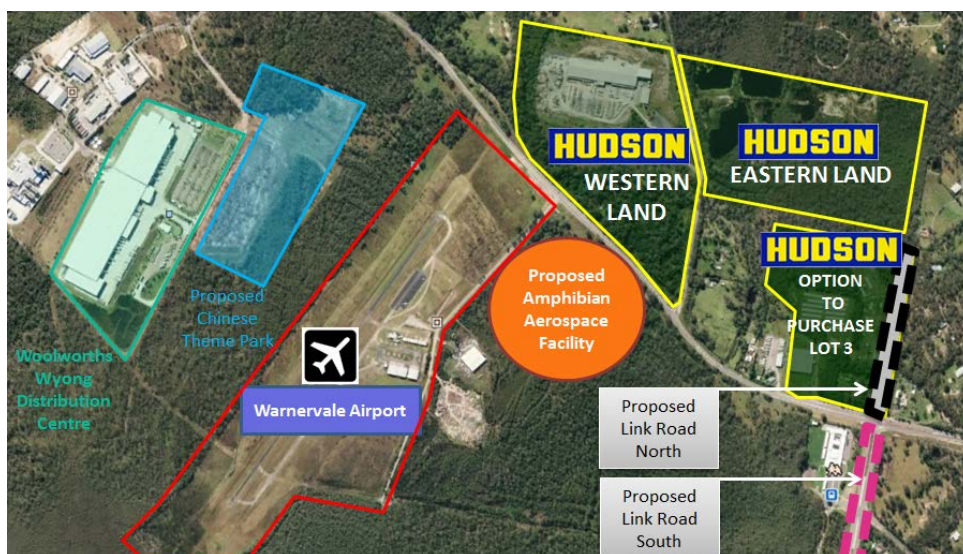 HUDSON
WESTERN
LAND
HUDSON
EASTERN LAND
HUDSON
OPTION
TO
PURCHASE
LOT 3
Proposed
Amphibian
Aerospace
Facility
Proposed
Chinese
Theme Park
Woolworths
Wyong
Distribution
Centre
Warnervale Airport
Proposed
Link Road
North
Proposed
Link Road
South